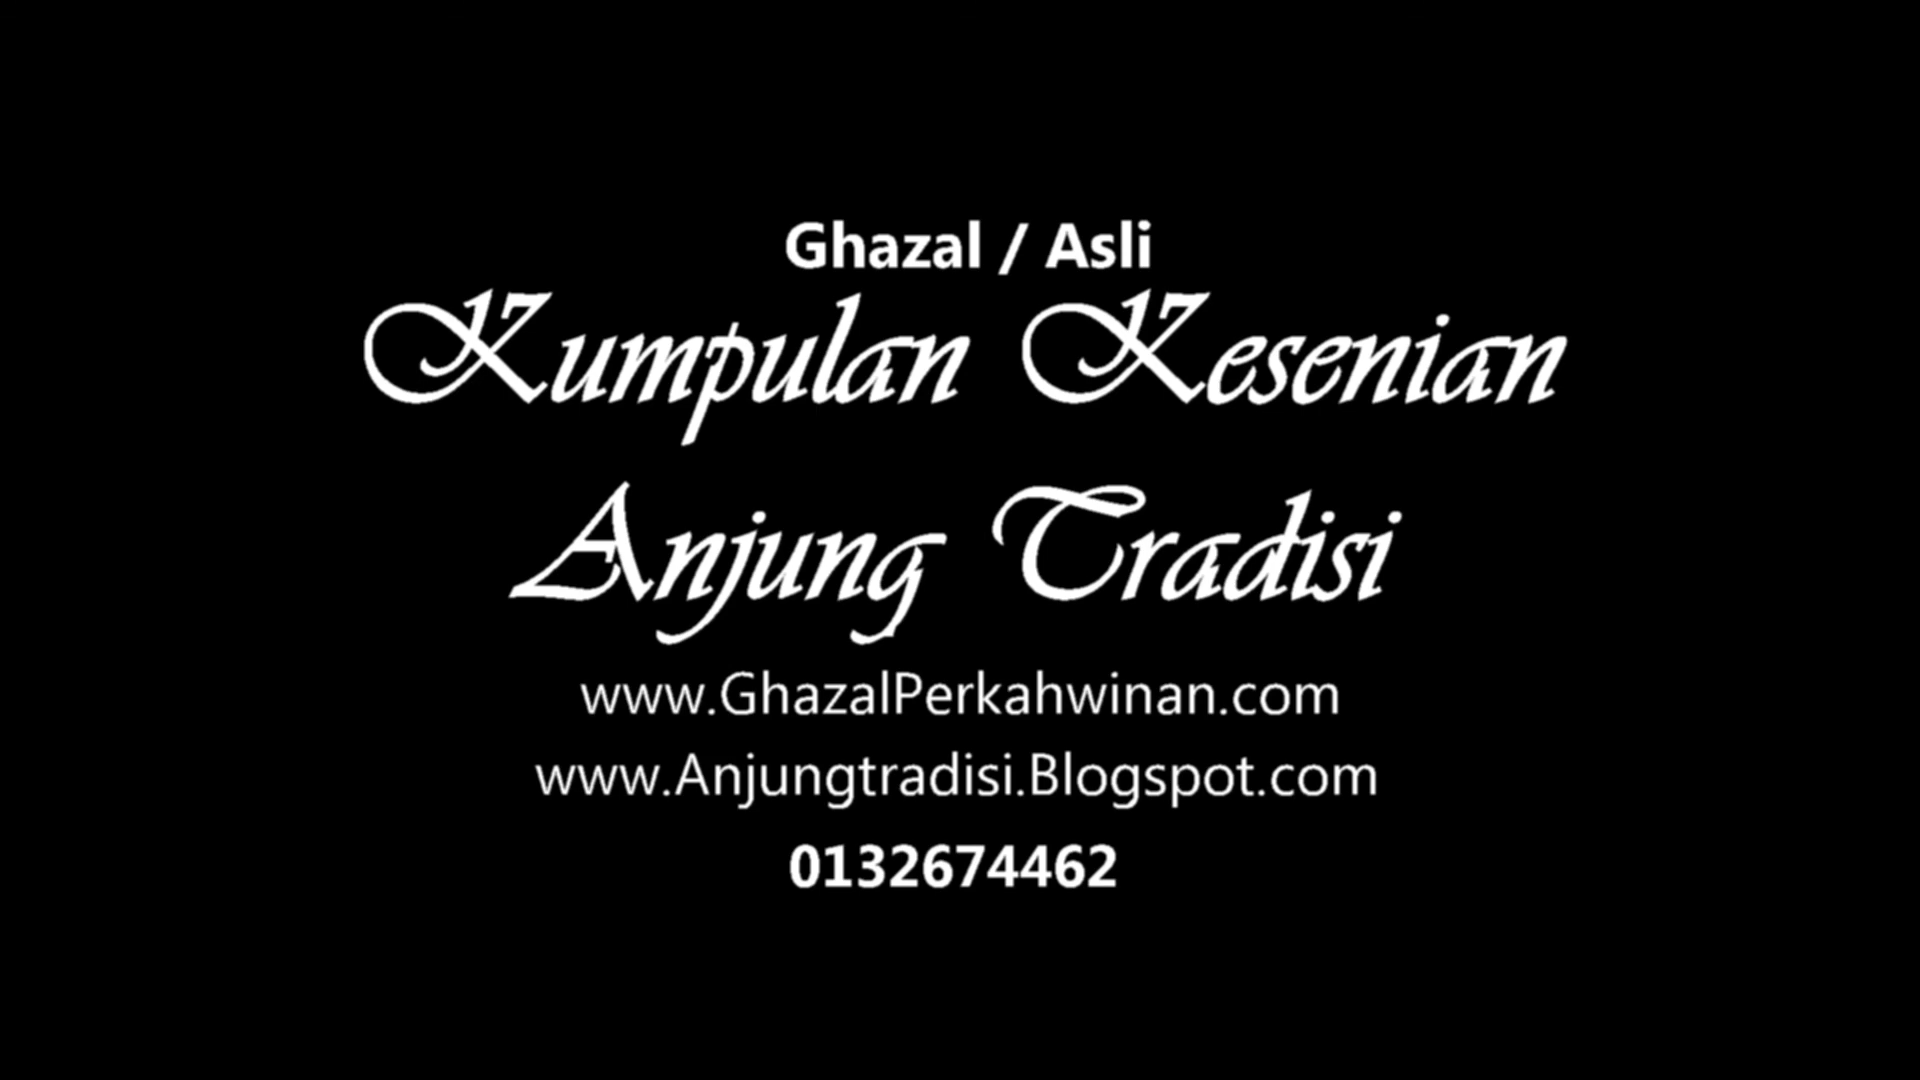 Ghazal / Asli
Kumpulan Kesenian
Anjung Tradisi
www.GhazalPerkahwinan.com
www.Anjungtradisi.Blogspot.com
0132674462